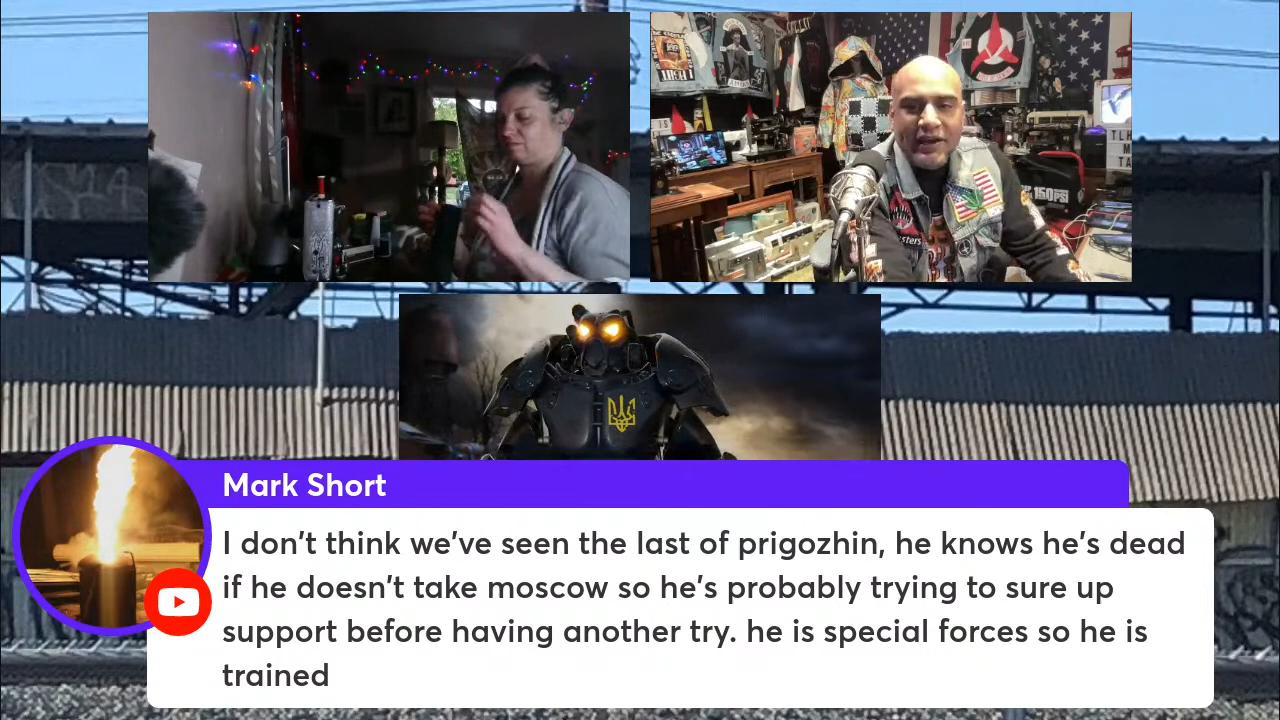 150PSI
Mark Short
I don't think we've seen the last of prigozhin, he knows he's dead
if he doesn't take moscow so he's probably trying to sure up
support before having another try. he is special forces so he is
trained